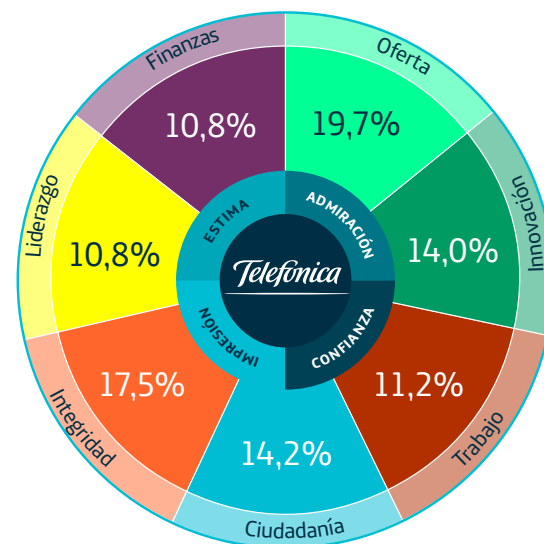 Finanzas
10,8%
Oferta
19,7%
Innovación
14,0%
Trabajo
11,2%
Ciudadanía
14,2%
Integridad
17,5%
Liderazgo
10,8%
ESTIMA
ADMIRACIÓN
CONFIANZA
IMPRESIÓN
Telefónica